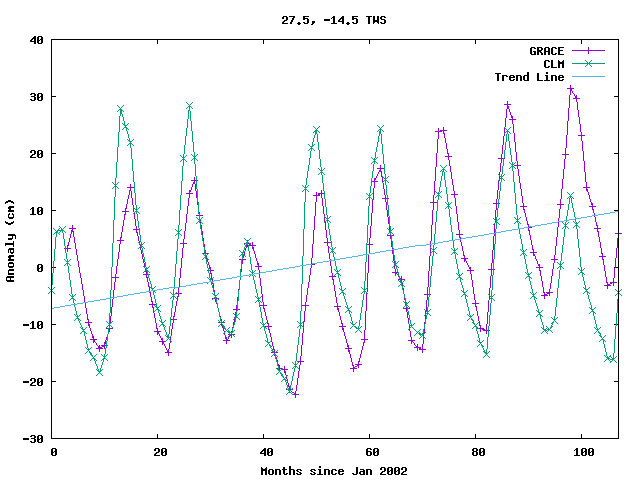 27.5, -14.5 TWS
GRACE
CLM
Trend Line
40
30
20
10
0
-10
-20
-30
Anomaly (cm)
0 20 40 60 80 100
Months since Jan 2002